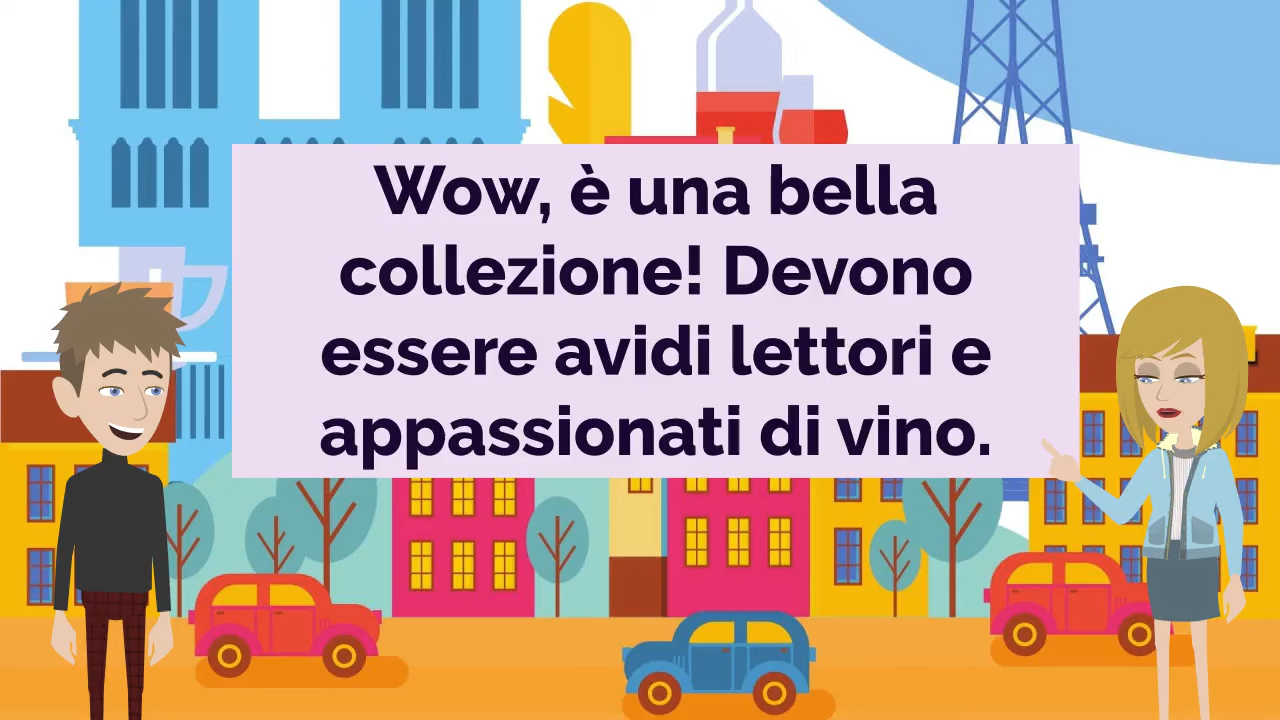 Wow, è una bella
collezione! Devono
essere avidi lettori e
appassionati di vino.